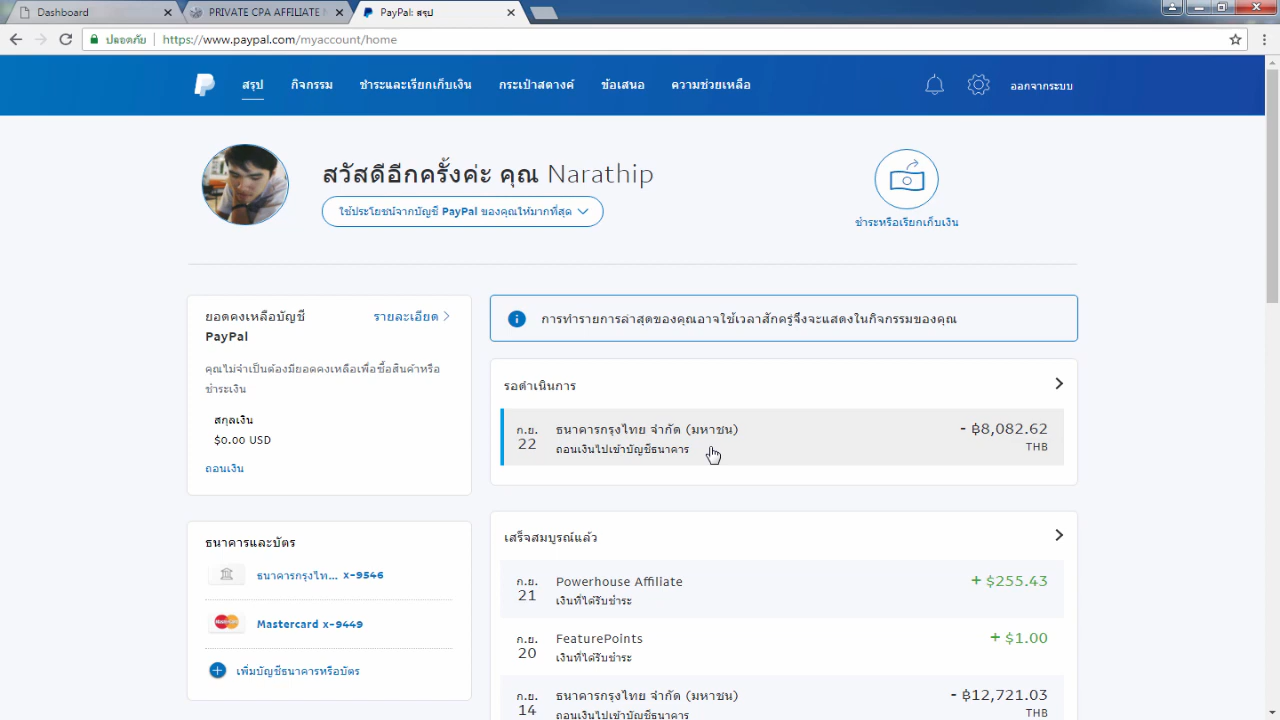 Dashboard
PRIVATE CPA AFFILIATE
PayPal: สรุป
ปลอดภัย
https://www.paypal.com/myaccount/home
สรุป
กิจกรรม
ชำระและเรียกเก็บเงิน
กระเป๋าสตางค์
ข้อเสนอ
ความช่วยเหลือ
ออกจากระบบ
สวัสดีอีกครั้งค่ะ คุณ Narathip
ใช้ประโยชน์จากบัญชี PayPal ของคุณให้มากที่สุด
ชำระหรือเรียกเก็บเงิน
ยอดคงเหลือบัญชี
PayPal
รายละเอียด
คุณไม่จำเป็นต้องมียอดคงเหลือเพื่อซื้อสินค้าหรือ
ชำระเงิน
สกุลเงิน
$0.00 USD
ถอนเงิน
ธนาคารและบัตร
ธนาคารกรุงไท... x-9546
MasterCard
Mastercard x-9449
เพิ่มบัญชีธนาคารหรือบัตร
การทำรายการล่าสุดของคุณอาจใช้เวลาสักครู่จึงจะแสดงในกิจกรรมของคุณ
รอดำเนินการ
ก.ย.
22
ธนาคารกรุงไทย จำกัด (มหาชน)
ถอนเงินไปเข้าบัญชีธนาคาร
- ฿8,082.62
THB
เสร็จสมบูรณ์แล้ว
ก.ย.
21
Powerhouse Affiliate
เงินที่ได้รับชำระ
+ $255.43
ก.ย.
20
FeaturePoints
เงินที่ได้รับชำระ
+ $1.00
ก.ย.
14
ธนาคารกรุงไทย จำกัด (มหาชน)
ถอนเงินไปเข้าบัญชีธนาคาร
- ฿12,721.03
THB